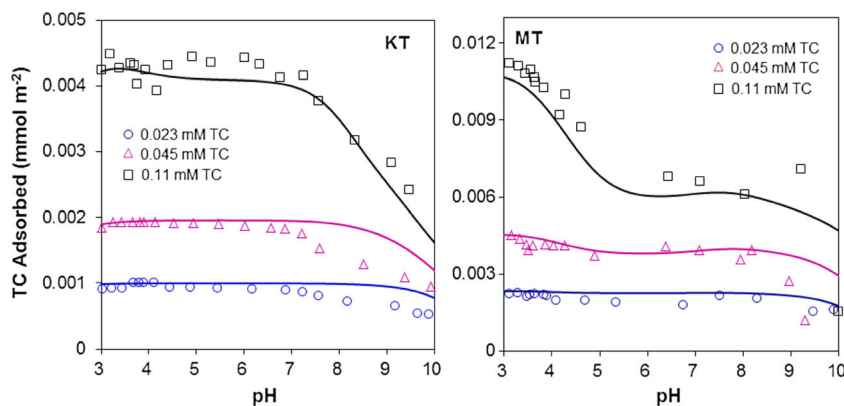 KT
MT
0.005
0.004
0.003
0.002
0.001
0
TC Adsorbed (mmol m⁻²)
0.023 mM TC
0.045 mM TC
0.11 mM TC
3 4 5 6 7 8 9 10
pH
0.012
0.009
0.006
0.003
0
0.023 mM TC
0.045 mM TC
0.11 mM TC
3 4 5 6 7 8 9 10
pH